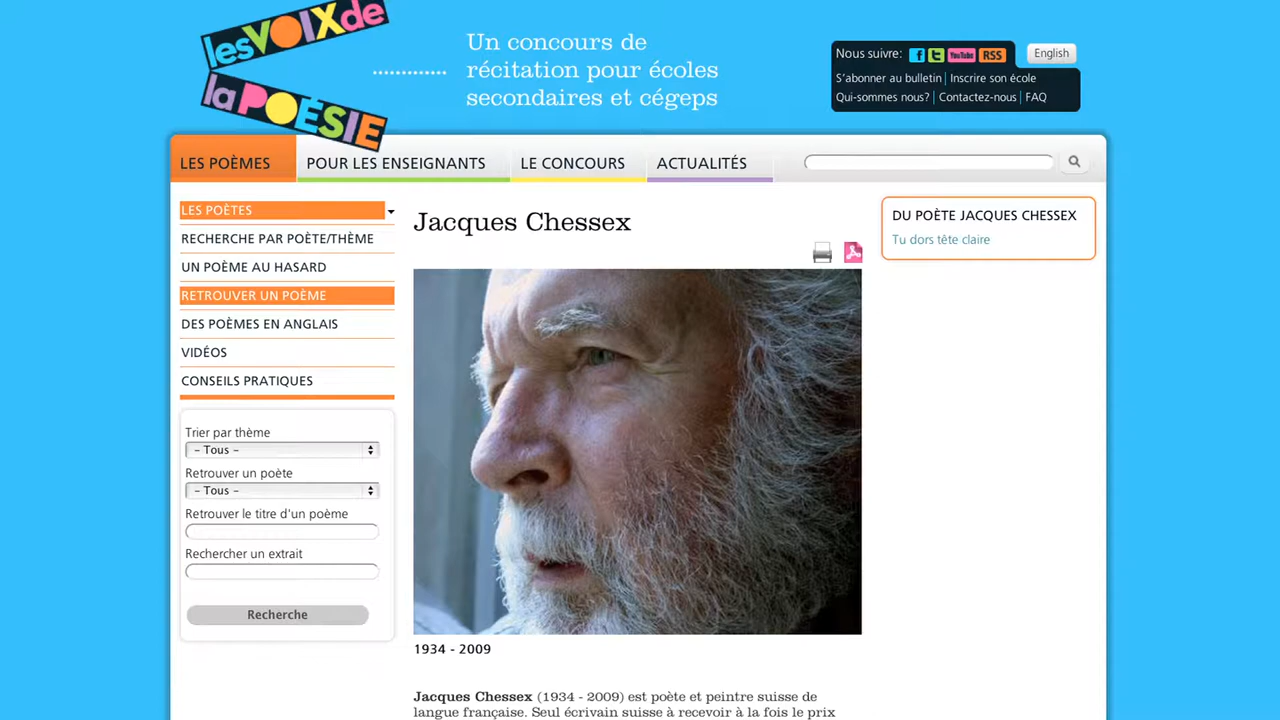 les VOIX de
la POÉSIE
Un concours de
récitation pour écoles
secondaires et cégeps
Nous suivre: f t YouTube RSS
English
S'abonner au bulletin | Inscrire son école
Qui-sommes nous? | Contactez-nous | FAQ
LES POÈMES
POUR LES ENSEIGNANTS
LE CONCOURS
ACTUALITÉS
LES POÈTES
RECHERCHE PAR POÈTE/THÈME
UN POÈME AU HASARD
RETROUVER UN POÈME
DES POÈMES EN ANGLAIS
VIDÉOS
CONSEILS PRATIQUES
Trier par thème
– Tous –
Retrouver un poète
– Tous –
Retrouver le titre d'un poème
Rechercher un extrait
Recherche
Jacques Chessex
1934 - 2009
Jacques Chessex (1934 - 2009) est poète et peintre suisse de
langue française. Seul écrivain suisse à recevoir à la fois le prix
DU POÈTE JACQUES CHESSEX
Tu dors tête claire